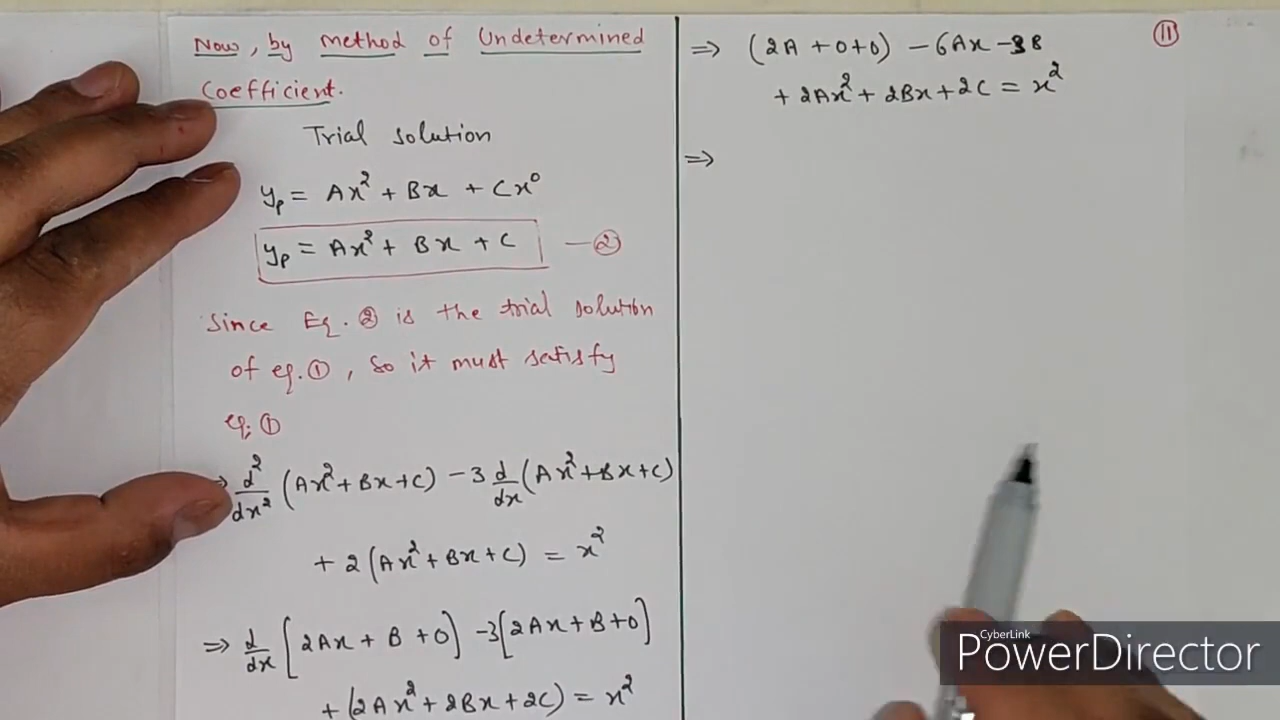 Now, by method of Undetermined
Coefficient.
Trial solution
yₚ = Ax² + Bx + Cx⁰
yₚ = Ax² + Bx + C —②
Since Eq. ② is the trial solution
of eq.①, so it must satisfy
eq. ①
⇒ d²/dx² (Ax²+Bx+C) -3 d/dx (Ax²+Bx+C)
+ 2 (Ax²+Bx+C) = x²
⇒ d/dx [2Ax + B + 0] -3[2Ax+B+0]
+ (2Ax²+2Bx+2C) = x²
⇒ (2A +0+0) - 6Ax -3B
+ 2Ax² + 2Bx + 2C = x²
⇒
⑪
CyberLink
PowerDirector